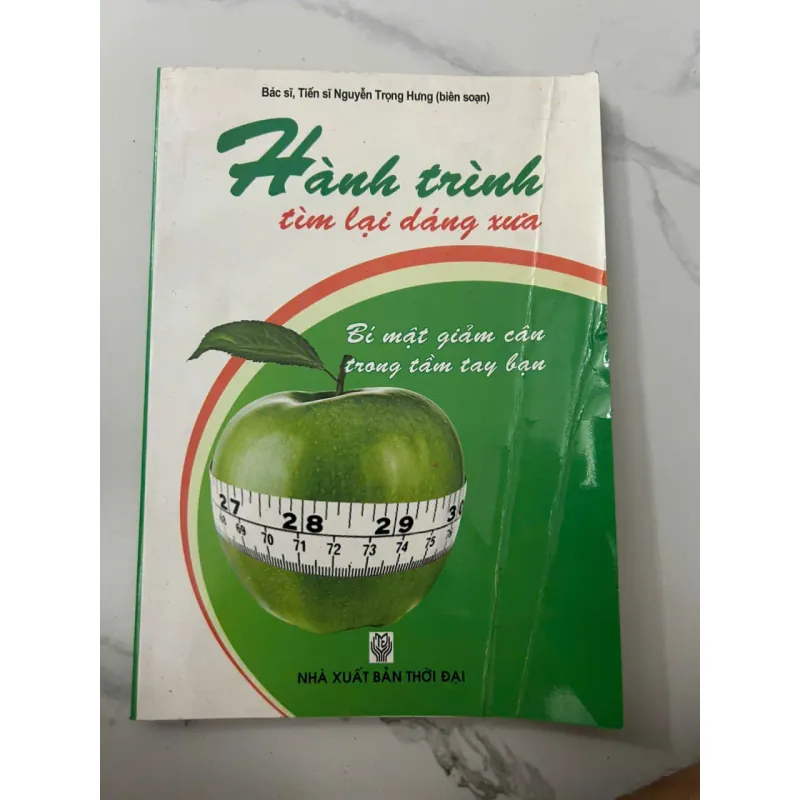 Bác sĩ, Tiến sĩ Nguyễn Trọng Hưng (biên soạn)
Hành trình
tìm lại dáng xưa
Bí mật giảm cân
trong tầm tay bạn
27 28 29
69 70 71 72 73 74 75
NHÀ XUẤT BẢN THỜI ĐẠI